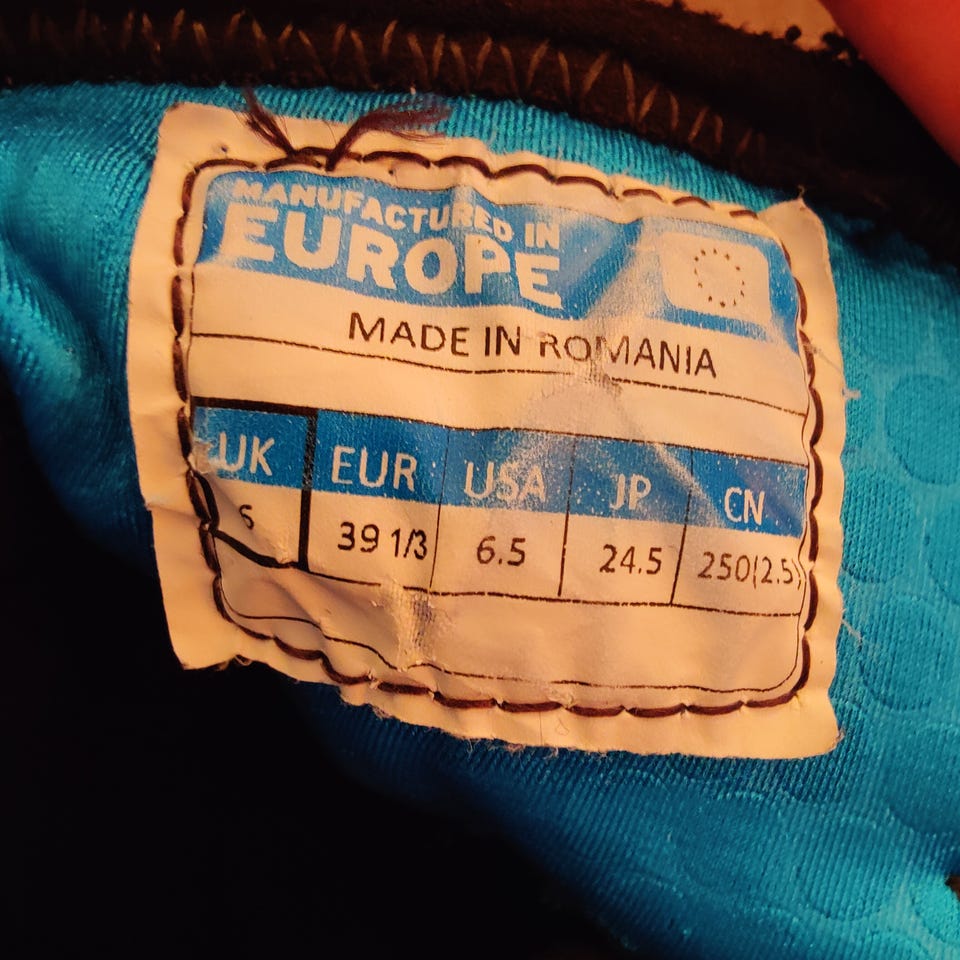 MANUFACTURED IN
EUROPE
MADE IN ROMANIA
UK EUR USA JP CN
6 39 1/3 6.5 24.5 250(2.5)